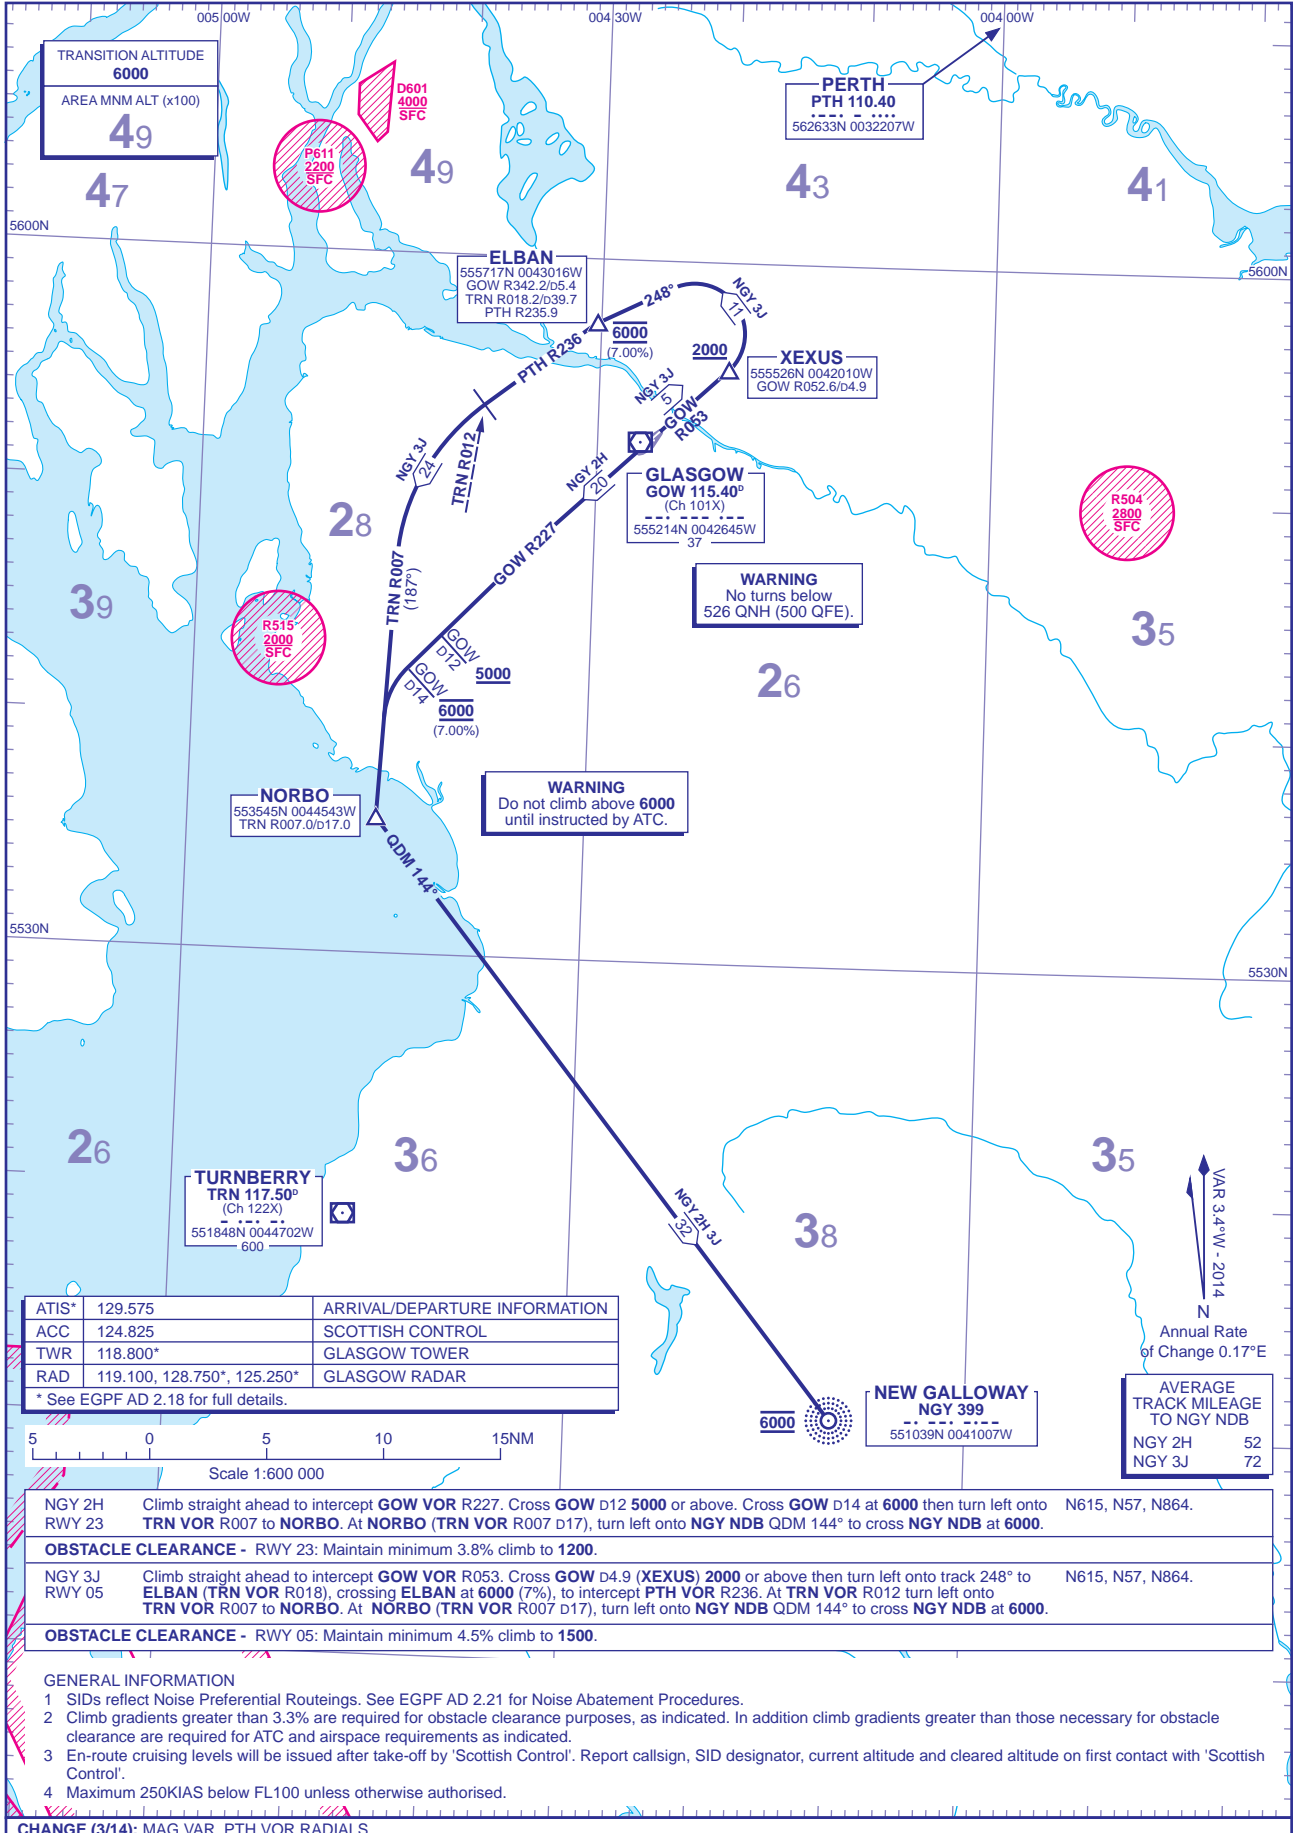 005 00W
004 30W
004 00W
TRANSITION ALTITUDE
6000
AREA MNM ALT (x100)
49
47
D601
4000
SFC
P611
2200
SFC
49
PERTH
PTH 110.40
562633N 0032207W
43
41
5600N
5600N
ELBAN
555717N 0043016W
GOW R342.2/D5.4
TRN R018.2/D39.7
PTH R235.9
248°
NGY 3J
11
6000
(7.00%)
2000
XEXUS
555526N 0042010W
GOW R052.6/D4.9
PTH R236
NGY 3J
5
GOW
R053
NGY 3J
24
TRN R012
NGY 2H
20
GLASGOW
GOW 115.40D
(Ch 101X)
555214N 0042645W
37
28
GOW R227
R504
2800
SFC
TRN R007
(187°)
WARNING
No turns below
526 QNH (500 QFE).
39
R515
2000
SFC
35
GOW
D12
5000
GOW
D14
6000
(7.00%)
26
NORBO
553545N 0044543W
TRN R007.0/D17.0
WARNING
Do not climb above 6000
until instructed by ATC.
QDM 144°
5530N
5530N
26
36
35
TURNBERRY
TRN 117.50D
(Ch 122X)
551848N 0044702W
600
NGY 2H 3J
32
38
VAR 3.4°W - 2014
N
Annual Rate
of Change 0.17°E
ATIS* 129.575 ARRIVAL/DEPARTURE INFORMATION
ACC 124.825 SCOTTISH CONTROL
TWR 118.800* GLASGOW TOWER
RAD 119.100, 128.750*, 125.250* GLASGOW RADAR
* See EGPF AD 2.18 for full details.
6000
NEW GALLOWAY
NGY 399
551039N 0041007W
AVERAGE
TRACK MILEAGE
TO NGY NDB
NGY 2H 52
NGY 3J 72
5 0 5 10 15NM
Scale 1:600 000
NGY 2H Climb straight ahead to intercept GOW VOR R227. Cross GOW D12 5000 or above. Cross GOW D14 at 6000 then turn left onto N615, N57, N864.
RWY 23 TRN VOR R007 to NORBO. At NORBO (TRN VOR R007 D17), turn left onto NGY NDB QDM 144° to cross NGY NDB at 6000.
OBSTACLE CLEARANCE - RWY 23: Maintain minimum 3.8% climb to 1200.
NGY 3J Climb straight ahead to intercept GOW VOR R053. Cross GOW D4.9 (XEXUS) 2000 or above then turn left onto track 248° to N615, N57, N864.
RWY 05 ELBAN (TRN VOR R018), crossing ELBAN at 6000 (7%), to intercept PTH VOR R236. At TRN VOR R012 turn left onto
TRN VOR R007 to NORBO. At NORBO (TRN VOR R007 D17), turn left onto NGY NDB QDM 144° to cross NGY NDB at 6000.
OBSTACLE CLEARANCE - RWY 05: Maintain minimum 4.5% climb to 1500.
GENERAL INFORMATION
1 SIDs reflect Noise Preferential Routeings. See EGPF AD 2.21 for Noise Abatement Procedures.
2 Climb gradients greater than 3.3% are required for obstacle clearance purposes, as indicated. In addition climb gradients greater than those necessary for obstacle
clearance are required for ATC and airspace requirements as indicated.
3 En-route cruising levels will be issued after take-off by 'Scottish Control'. Report callsign, SID designator, current altitude and cleared altitude on first contact with 'Scottish
Control'.
4 Maximum 250KIAS below FL100 unless otherwise authorised.
CHANGE (3/14): MAG VAR. PTH VOR RADIALS